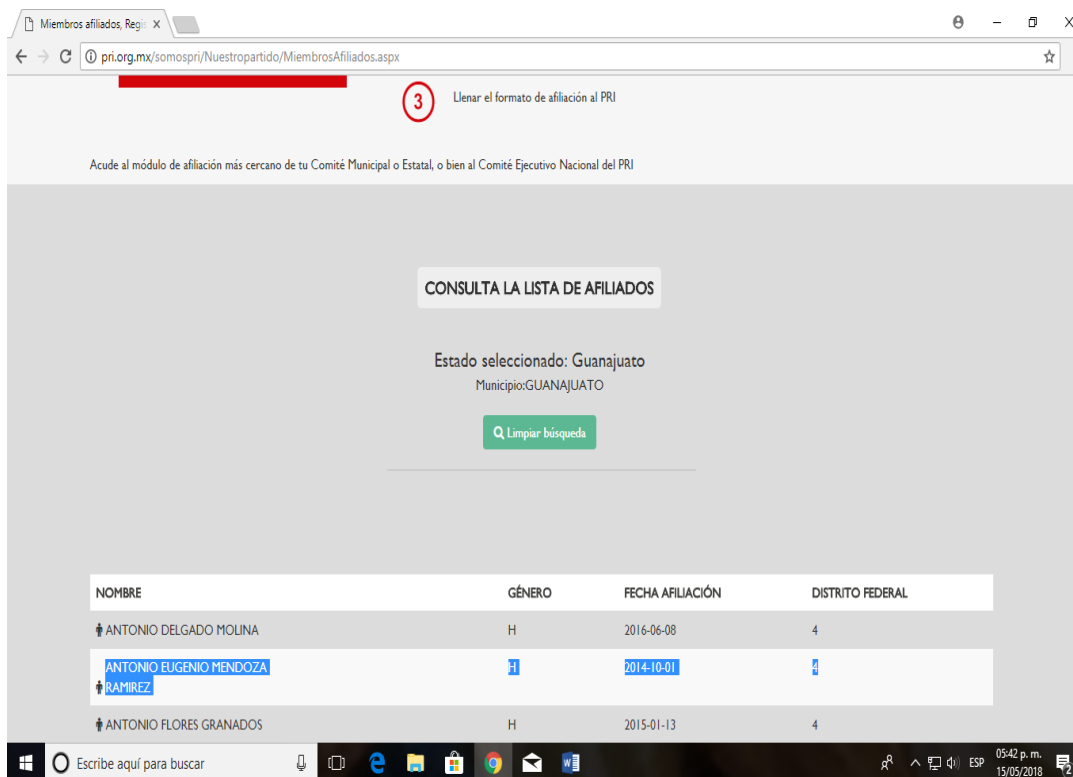 Miembros afiliados, Regi
pri.org.mx/somospri/Nuestropartido/MiembrosAfiliados.aspx
3 Llenar el formato de afiliación al PRI
Acude al módulo de afiliación más cercano de tu Comité Municipal o Estatal, o bien al Comité Ejecutivo Nacional del PRI
CONSULTA LA LISTA DE AFILIADOS
Estado seleccionado: Guanajuato
Municipio:GUANAJUATO
Limpiar búsqueda
NOMBRE GÉNERO FECHA AFILIACIÓN DISTRITO FEDERAL
ANTONIO DELGADO MOLINA H 2016-06-08 4
ANTONIO EUGENIO MENDOZA H 2014-10-01 4
RAMIREZ
ANTONIO FLORES GRANADOS H 2015-01-13 4
Escribe aquí para buscar ESP 05:42 p. m.
15/05/2018 2